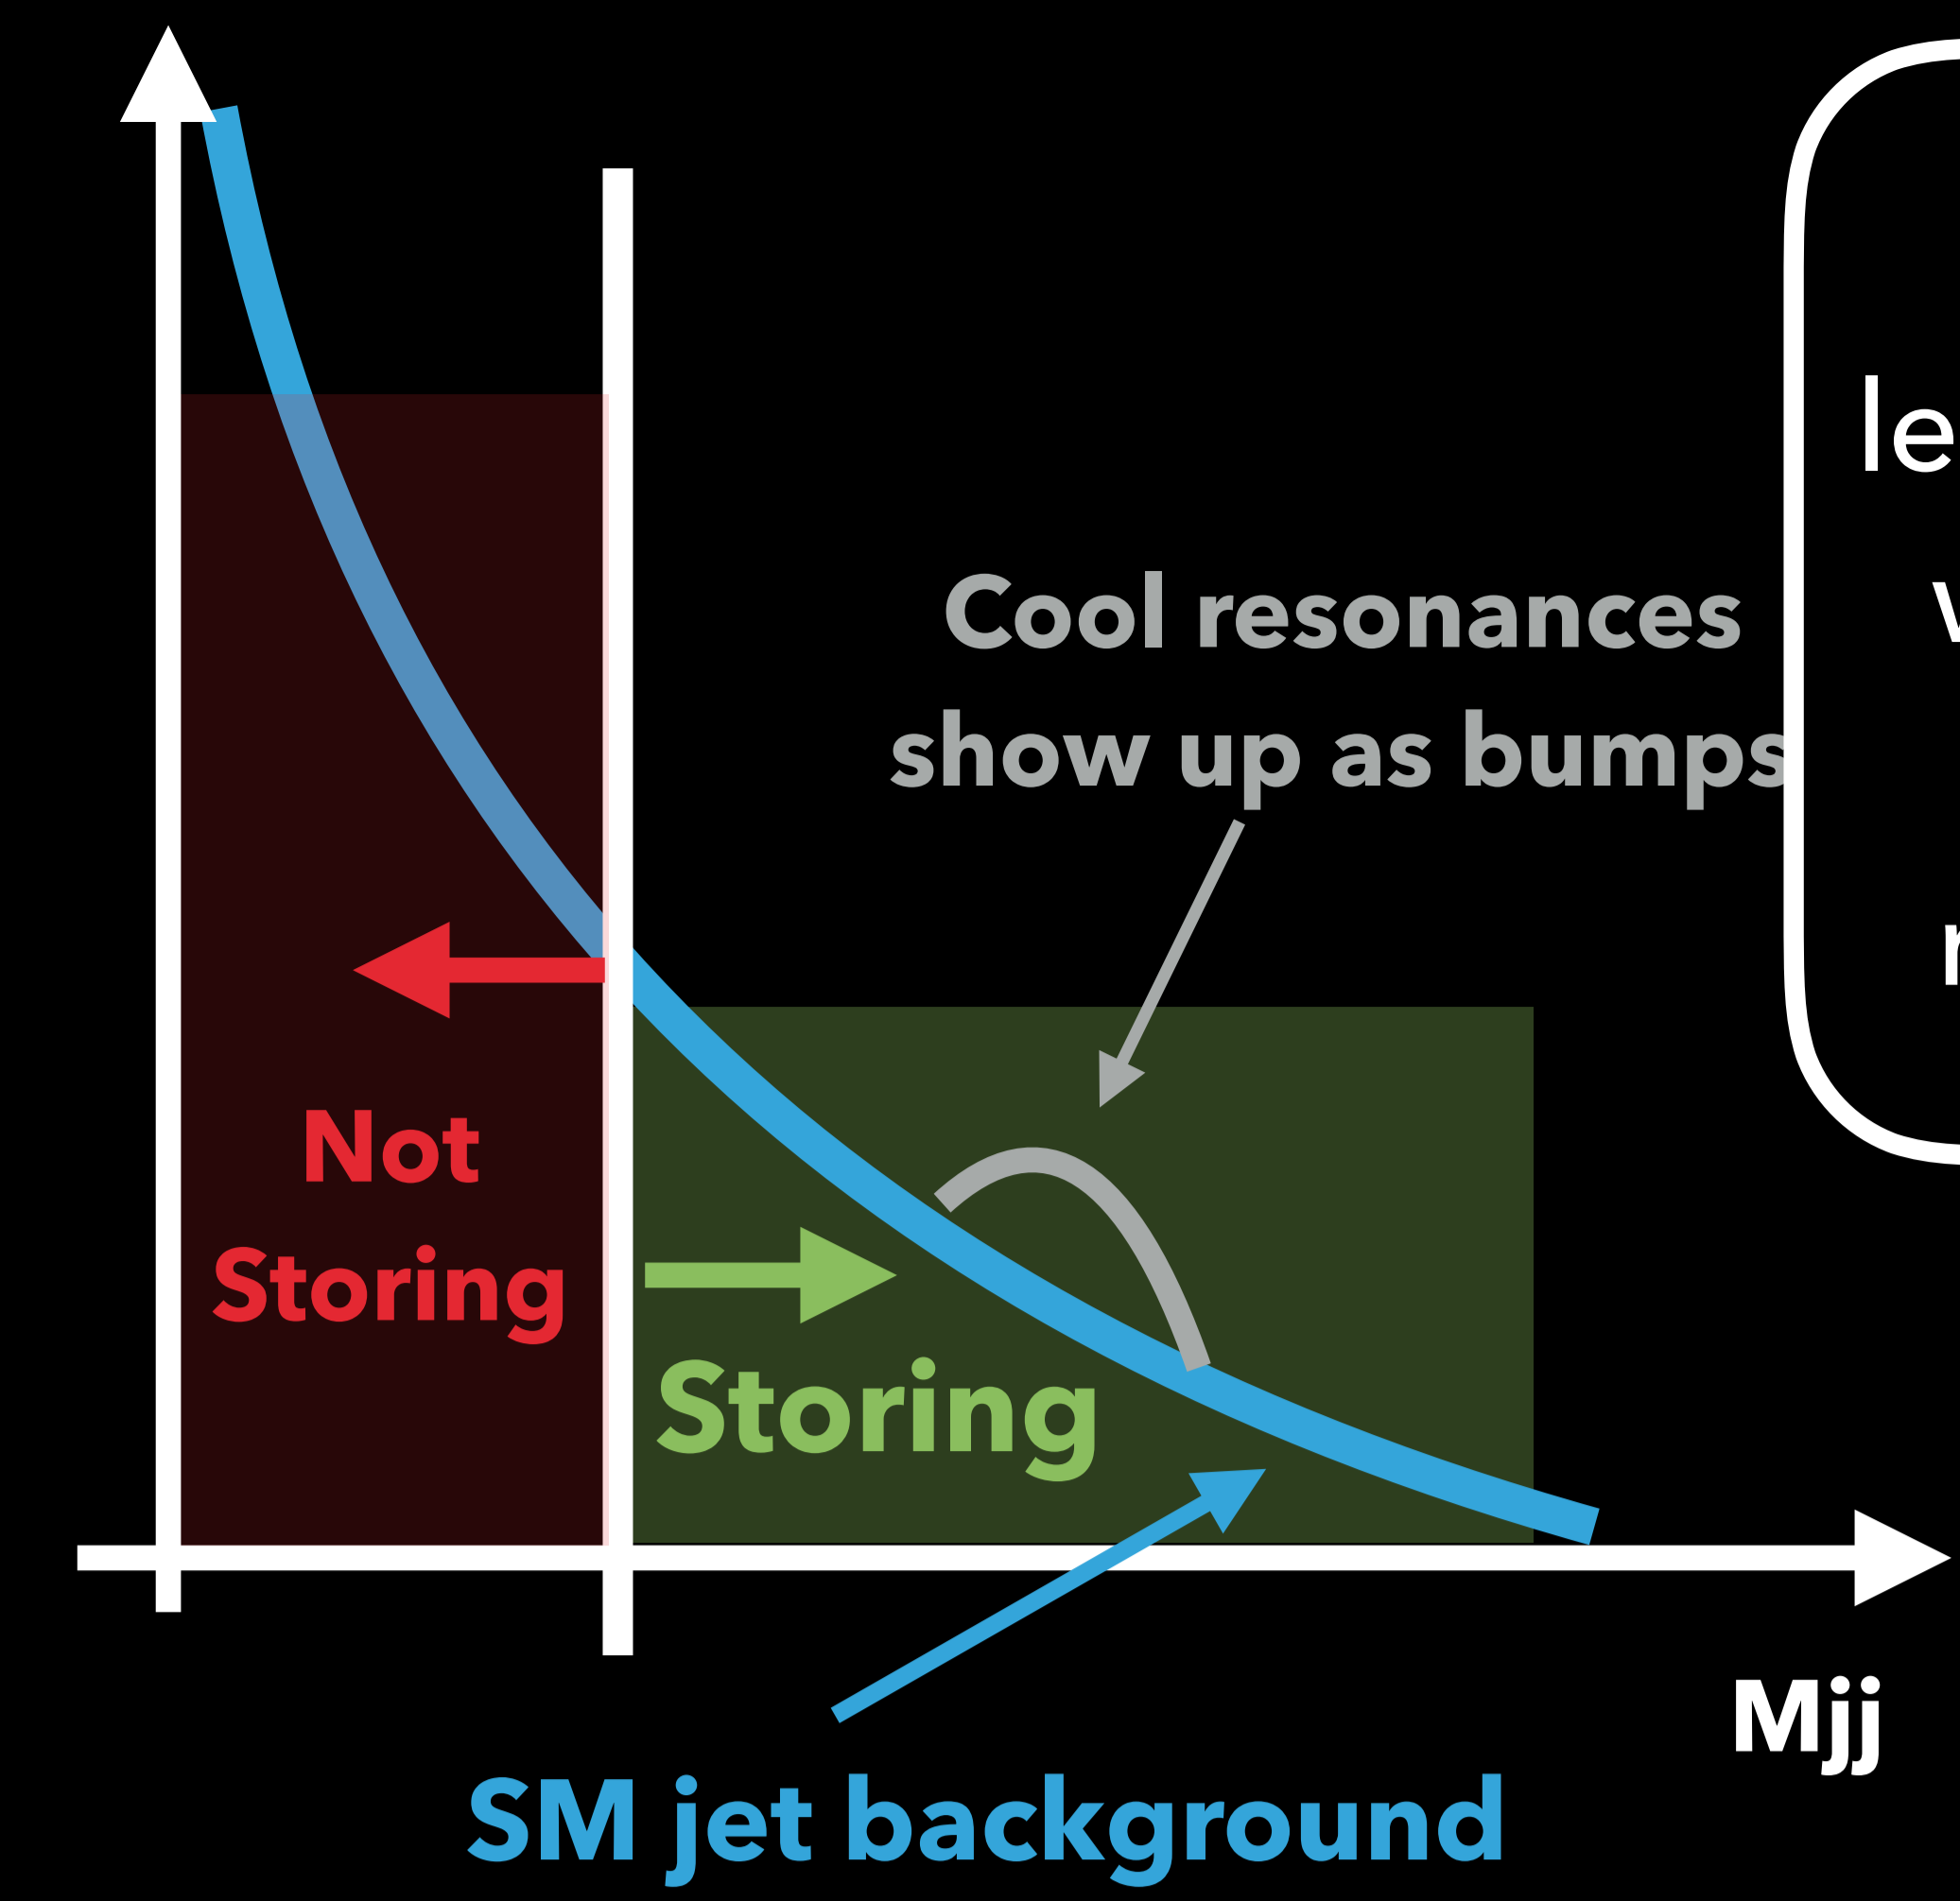 Cool resonances
show up as bumps
Not
Storing
Storing
Mjj
SM jet background